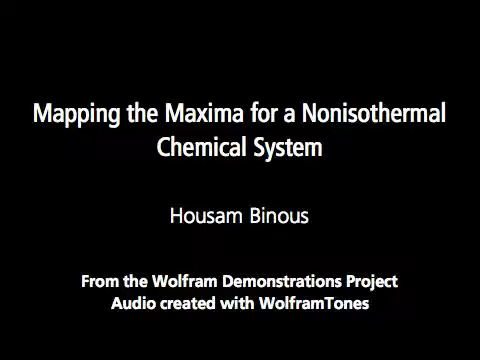 Mapping the Maxima for a Nonisothermal
Chemical System
Housam Binous
From the Wolfram Demonstrations Project
Audio created with WolframTones